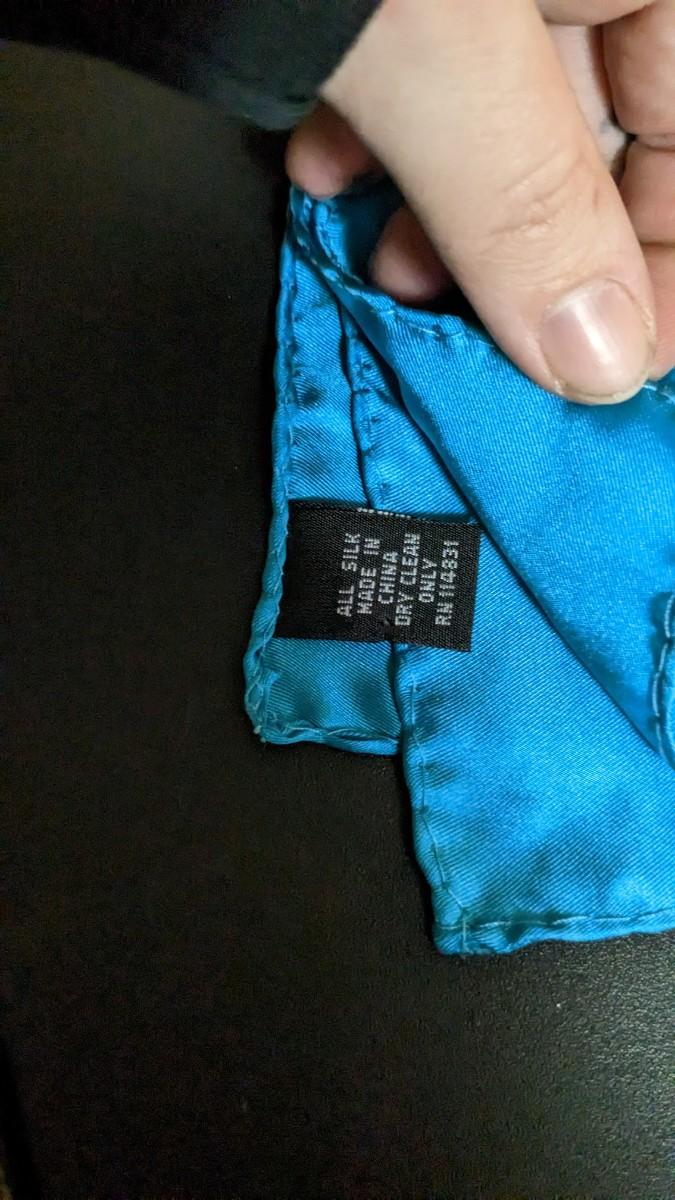 ALL SILK
MADE IN
CHINA
DRY CLEAN
ONLY
RN 114831